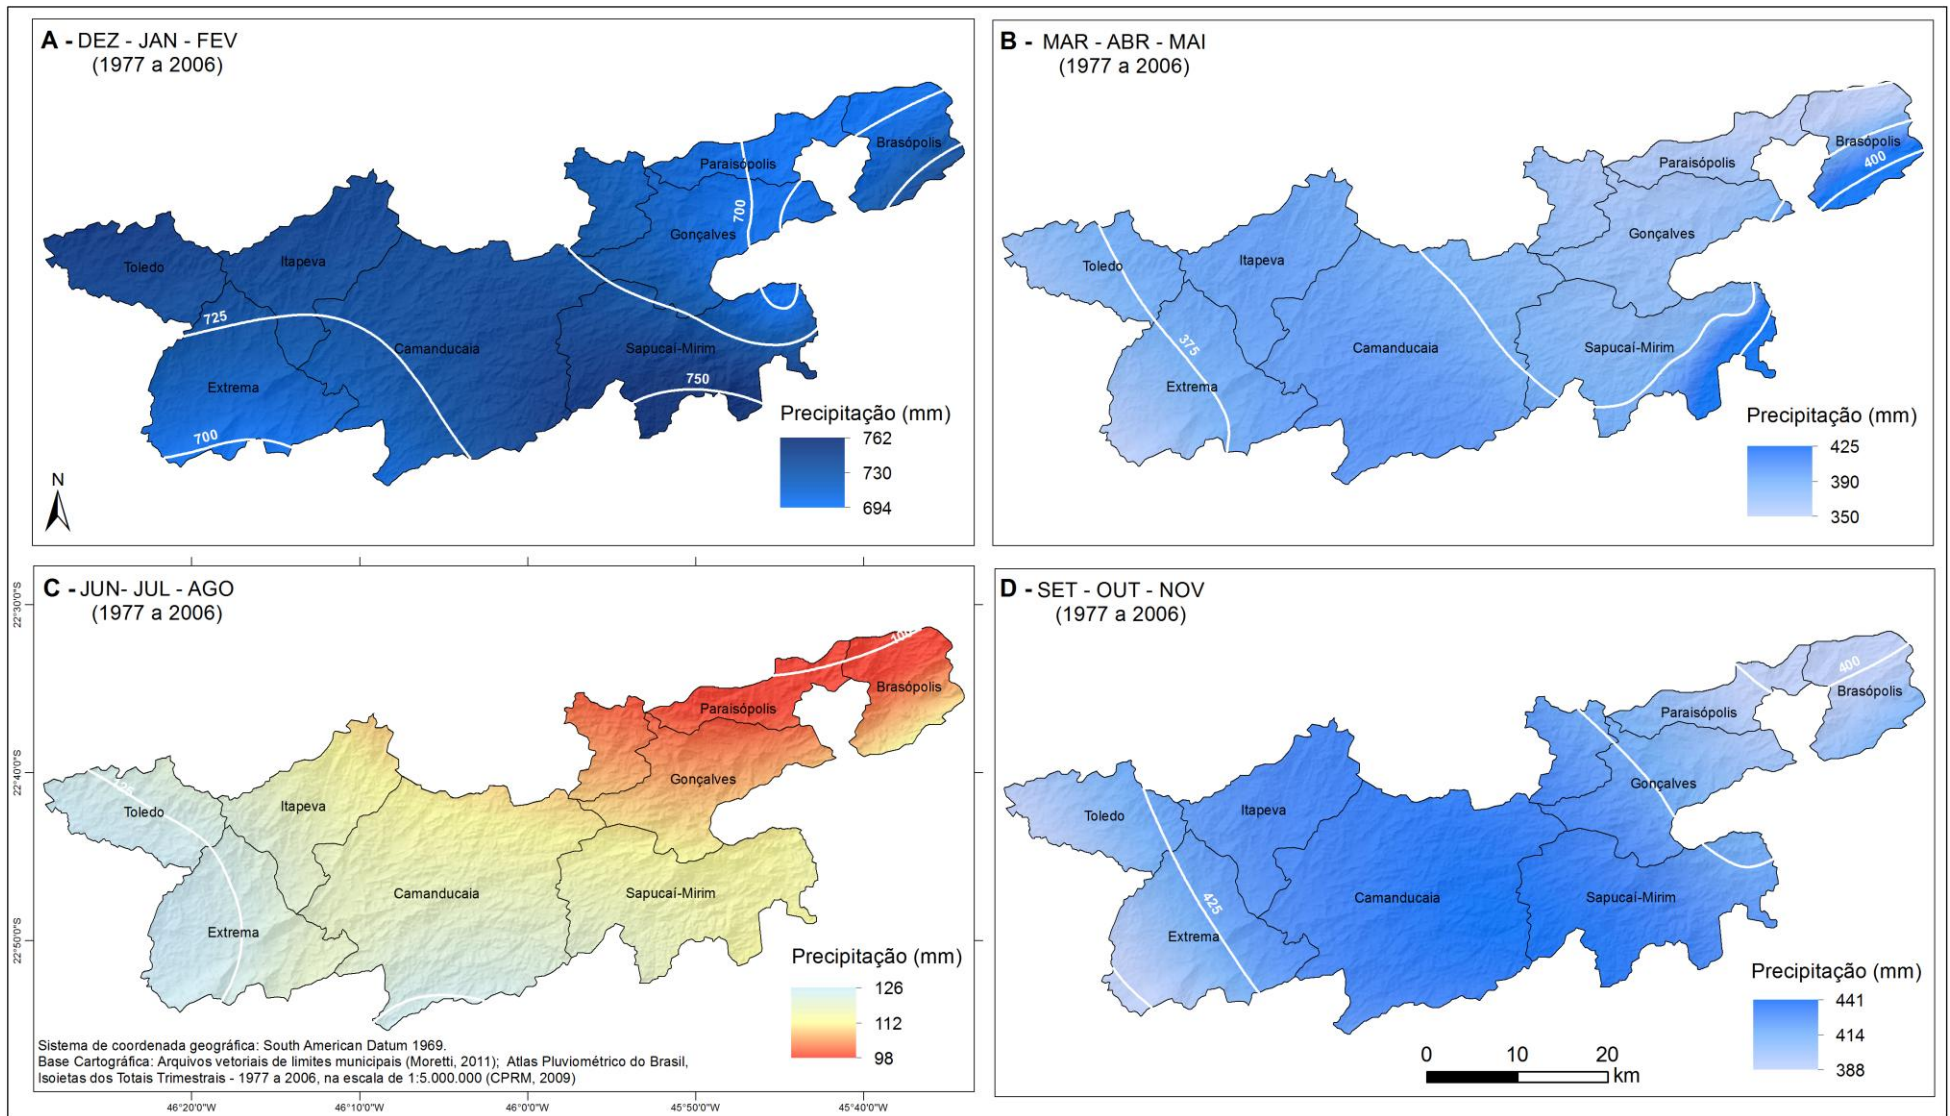 A - DEZ - JAN - FEV
(1977 a 2006)
Brasópolis
Paraisópolis
700
Gonçalves
Toledo
Itapeva
725
Camanducaia
Sapucaí-Mirim
Extrema
750
700
N
Precipitação (mm)
762
730
694
B - MAR - ABR - MAI
(1977 a 2006)
Brasópolis
400
Paraisópolis
Gonçalves
Toledo
Itapeva
375
Camanducaia
Sapucaí-Mirim
Extrema
Precipitação (mm)
425
390
350
C - JUN- JUL - AGO
(1977 a 2006)
22°30'0"S
22°40'0"S
22°50'0"S
Brasópolis
Paraisópolis
Gonçalves
Toledo
Itapeva
Camanducaia
Sapucaí-Mirim
Extrema
Precipitação (mm)
126
112
98
Sistema de coordenada geográfica: South American Datum 1969.
Base Cartográfica: Arquivos vetoriais de limites municipais (Moretti, 2011); Atlas Pluviométrico do Brasil,
Isoietas dos Totais Trimestrais - 1977 a 2006, na escala de 1:5.000.000 (CPRM, 2009)
46°20'0"W
46°10'0"W
46°0'0"W
45°50'0"W
45°40'0"W
D - SET - OUT - NOV
(1977 a 2006)
400
Brasópolis
Paraisópolis
Gonçalves
Toledo
Itapeva
Camanducaia
Sapucaí-Mirim
425
Extrema
Precipitação (mm)
441
414
388
0 10 20
km